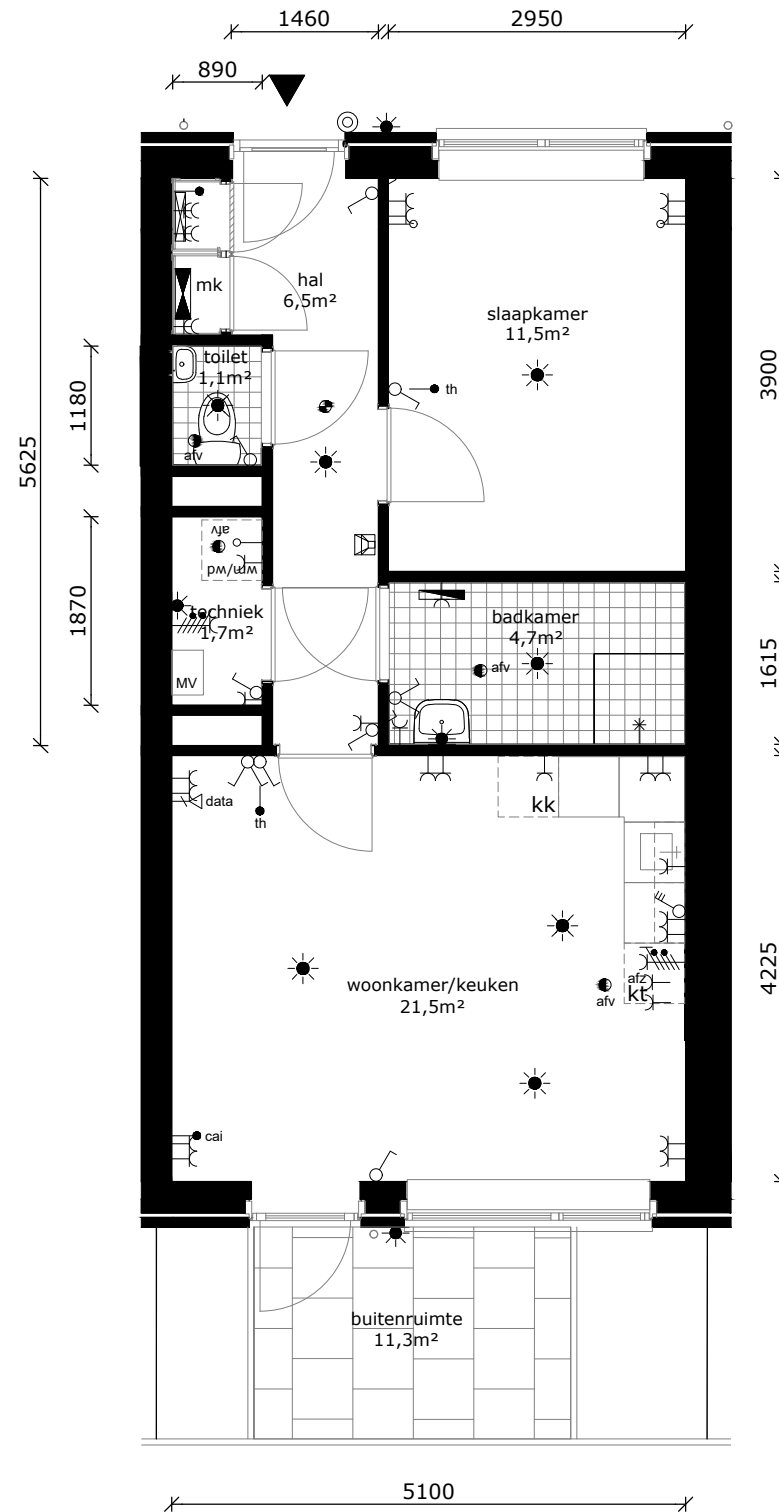 1460
2950
890
mk
hal
6,5m²
slaapkamer
11,5m²
3900
toilet
1,1m²
th
1180
afv
5625
afv
wm/wd
techniek
1,7m²
1870
MV
badkamer
4,7m²
afv
1615
data
th
kk
woonkamer/keuken
21,5m²
afz
kt
afv
4225
cai
buitenruimte
11,3m²
5100